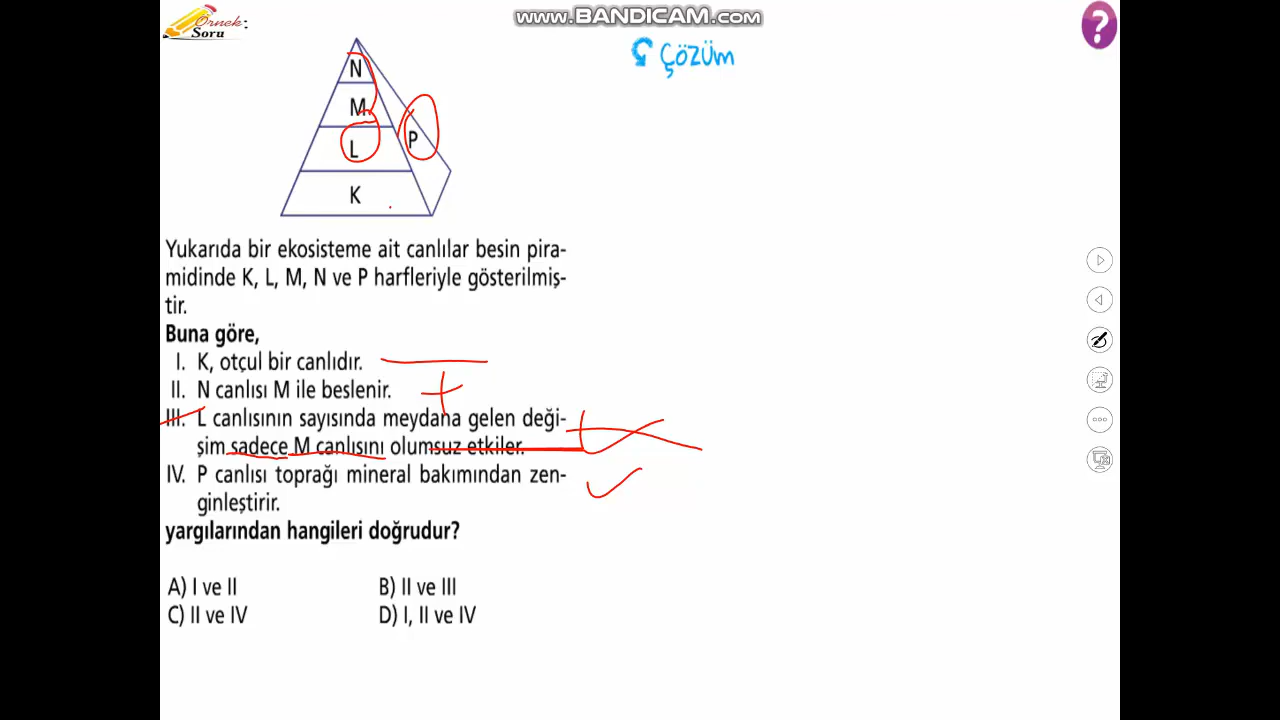 www.BANDICAM.com
Örnek
Soru :
?
Çözüm
N
M
L
P
K
Yukarıda bir ekosisteme ait canlılar besin pira-
midinde K, L, M, N ve P harfleriyle gösterilmiş-
tir.
Buna göre,
I. K, otçul bir canlıdır.
II. N canlısı M ile beslenir.
III. L canlısının sayısında meydana gelen deği-
şim sadece M canlısını olumsuz etkiler.
IV. P canlısı toprağı mineral bakımından zen-
ginleştirir.
yargılarından hangileri doğrudur?
A) I ve II B) II ve III
C) II ve IV D) I, II ve IV